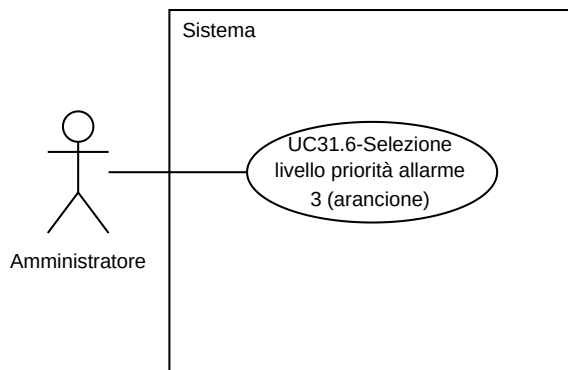 Sistema
UC31.6-Selezione
livello priorità allarme
3 (arancione)
Amministratore